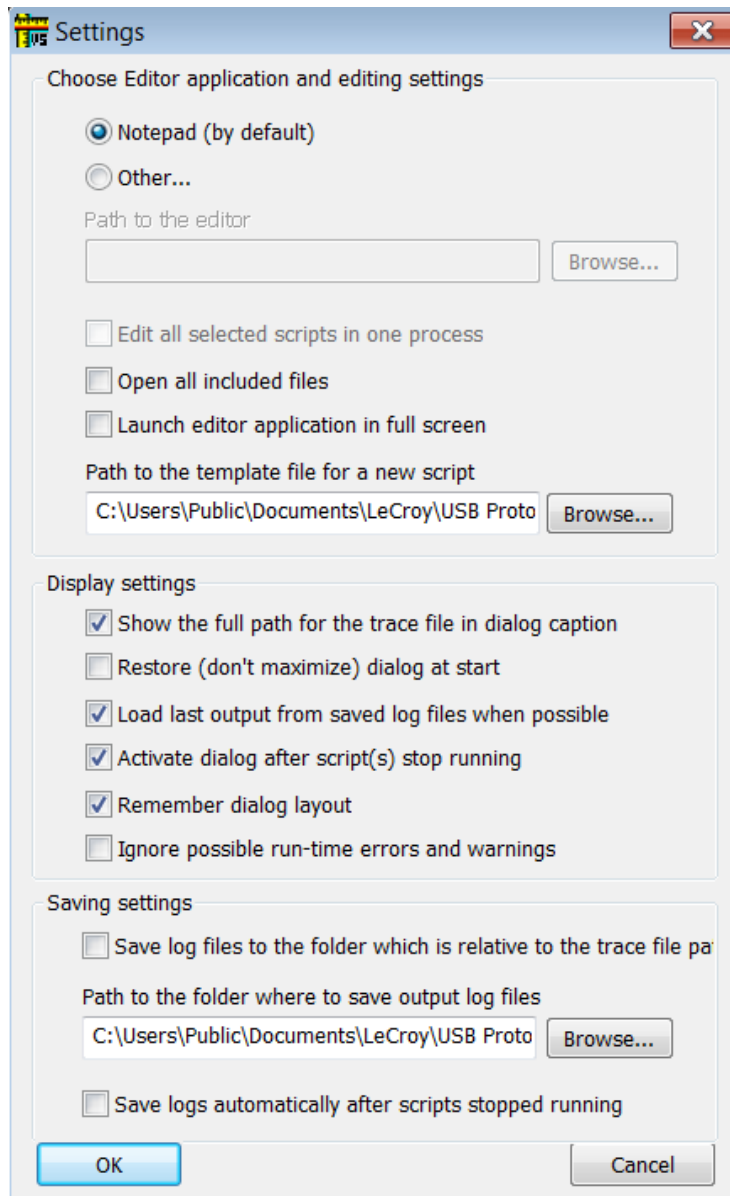 Settings
Choose Editor application and editing settings
Notepad (by default)
Other...
Path to the editor
Browse...
Edit all selected scripts in one process
Open all included files
Launch editor application in full screen
Path to the template file for a new script
C:\Users\Public\Documents\LeCroy\USB Proto Browse...
Display settings
Show the full path for the trace file in dialog caption
Restore (don't maximize) dialog at start
Load last output from saved log files when possible
Activate dialog after script(s) stop running
Remember dialog layout
Ignore possible run-time errors and warnings
Saving settings
Save log files to the folder which is relative to the trace file pa
Path to the folder where to save output log files
C:\Users\Public\Documents\LeCroy\USB Proto Browse...
Save logs automatically after scripts stopped running
OK Cancel